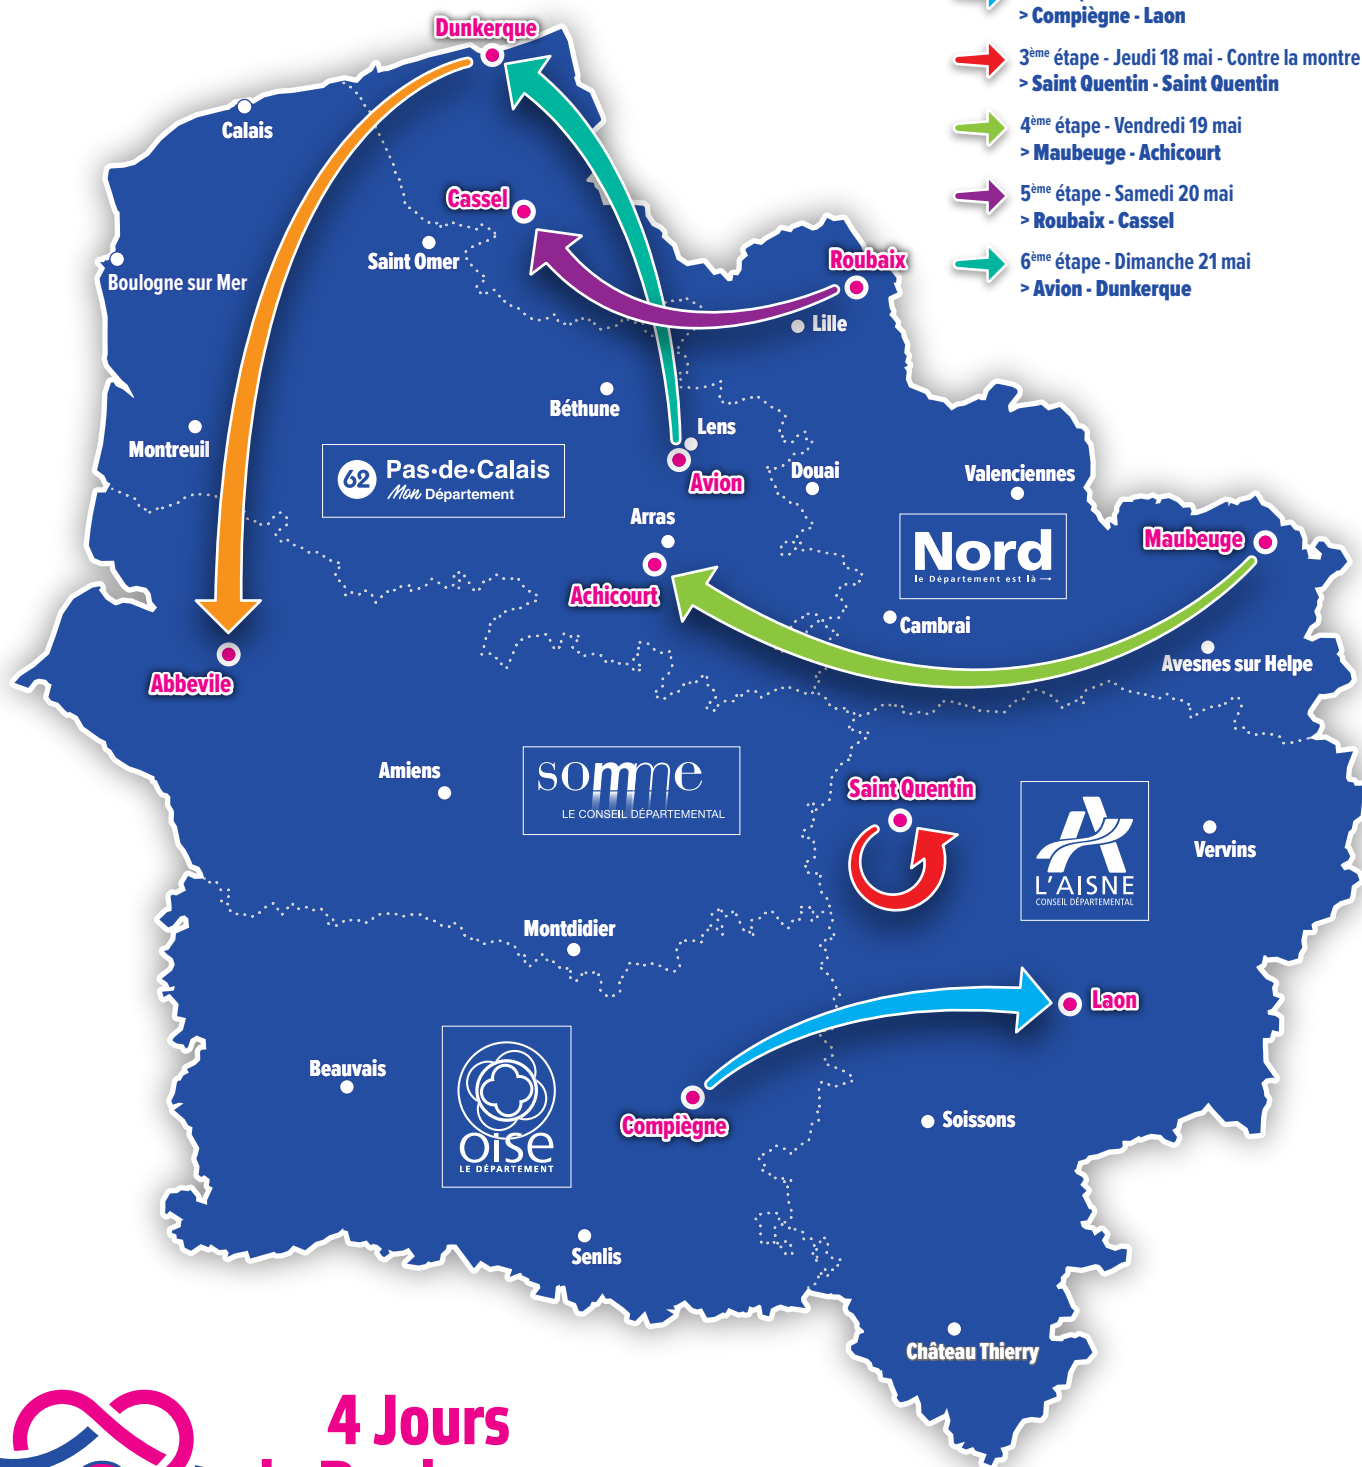 > Compiègne - Laon
3ème étape - Jeudi 18 mai - Contre la montre
> Saint Quentin - Saint Quentin
4ème étape - Vendredi 19 mai
> Maubeuge - Achicourt
5ème étape - Samedi 20 mai
> Roubaix - Cassel
6ème étape - Dimanche 21 mai
> Avion - Dunkerque
Dunkerque
Calais
Cassel
Saint Omer
Boulogne sur Mer
Roubaix
Lille
Béthune
Lens
Montreuil
62 Pas·de·Calais
Mon Département
Avion
Douai
Valenciennes
Arras
Nord
le Département est là →
Maubeuge
Achicourt
Cambrai
Avesnes sur Helpe
Abbevile
Amiens
somme
LE CONSEIL DÉPARTEMENTAL
Saint Quentin
L'AISNE
CONSEIL DÉPARTEMENTAL
Vervins
Montdidier
Laon
Beauvais
oise
LE DÉPARTEMENT
Compiègne
Soissons
Senlis
Château Thierry
4 Jours